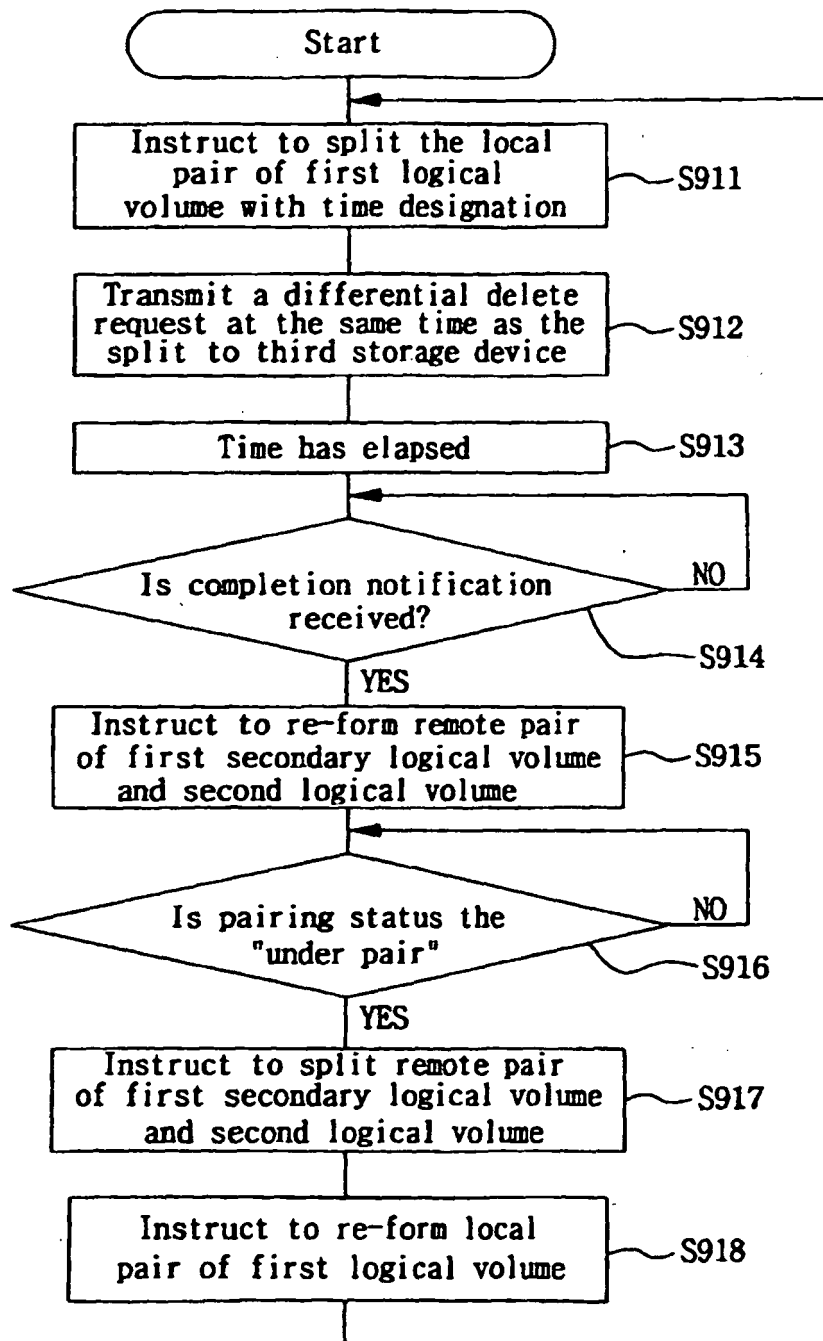 Start
Instruct to split the local
pair of first logical
volume with time designation
S911
Transmit a differential delete
request at the same time as the
split to third storage device
S912
Time has elapsed
S913
Is completion notification
received?
NO
S914
YES
Instruct to re-form remote pair
of first secondary logical volume
and second logical volume
S915
Is pairing status the
"under pair"
NO
S916
YES
Instruct to split remote pair
of first secondary logical volume
and second logical volume
S917
Instruct to re-form local
pair of first logical volume
S918